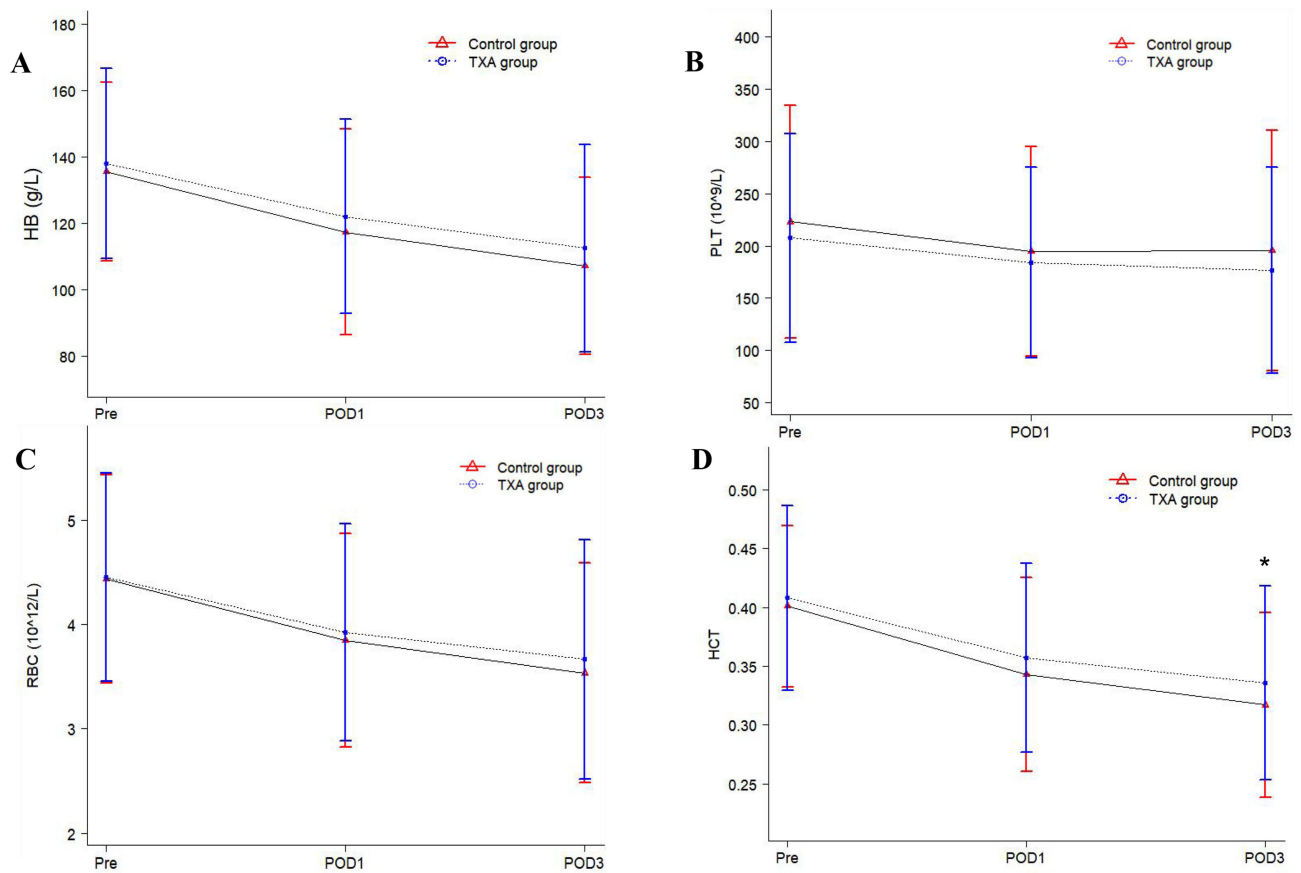 A
HB (g/L)
180
160
140
120
100
80
Control group
TXA group
Pre POD1 POD3
B
PLT (10^9/L)
400
350
300
250
200
150
100
50
Control group
TXA group
Pre POD1 POD3
C
RBC (10^12/L)
5
4
3
2
Control group
TXA group
Pre POD1 POD3
D
HCT
0.50
0.45
0.40
0.35
0.30
0.25
Control group
TXA group
*
Pre POD1 POD3